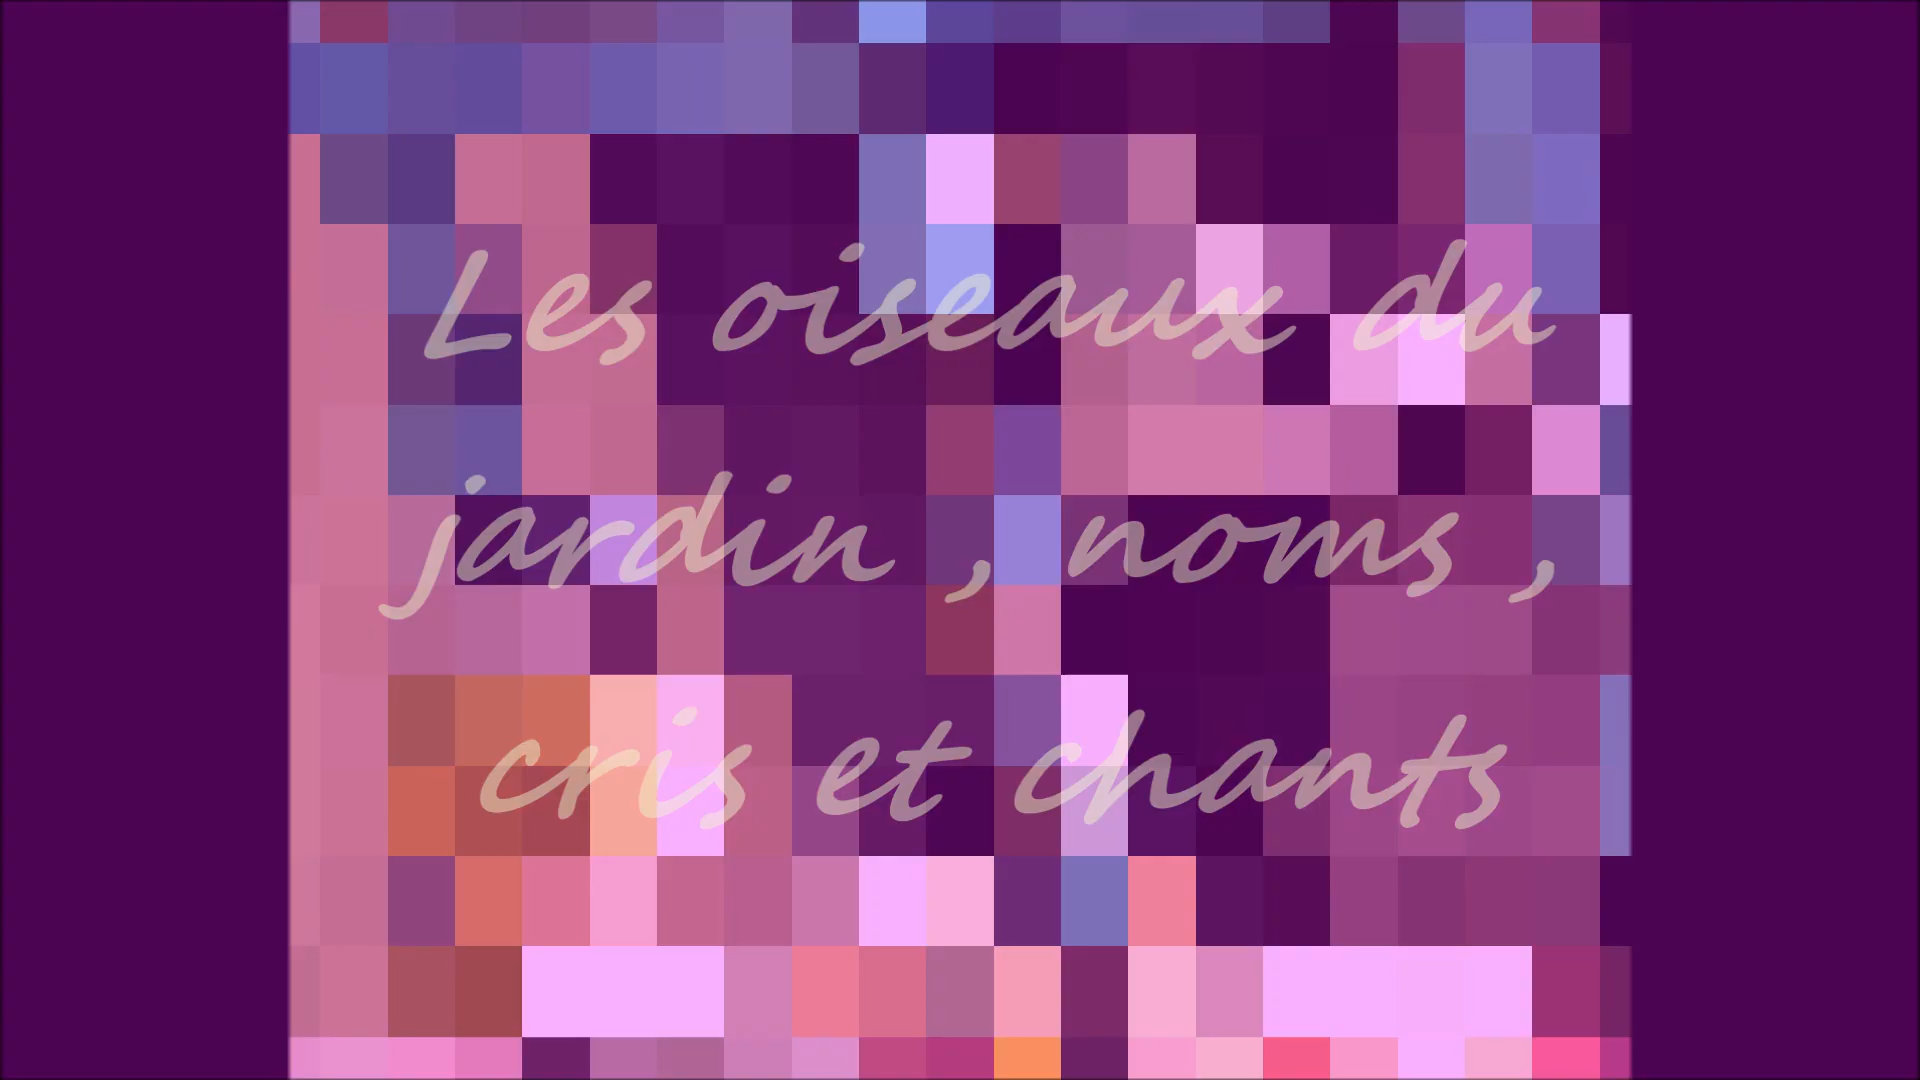 Les oiseaux du
jardin , noms ,
cris et chants